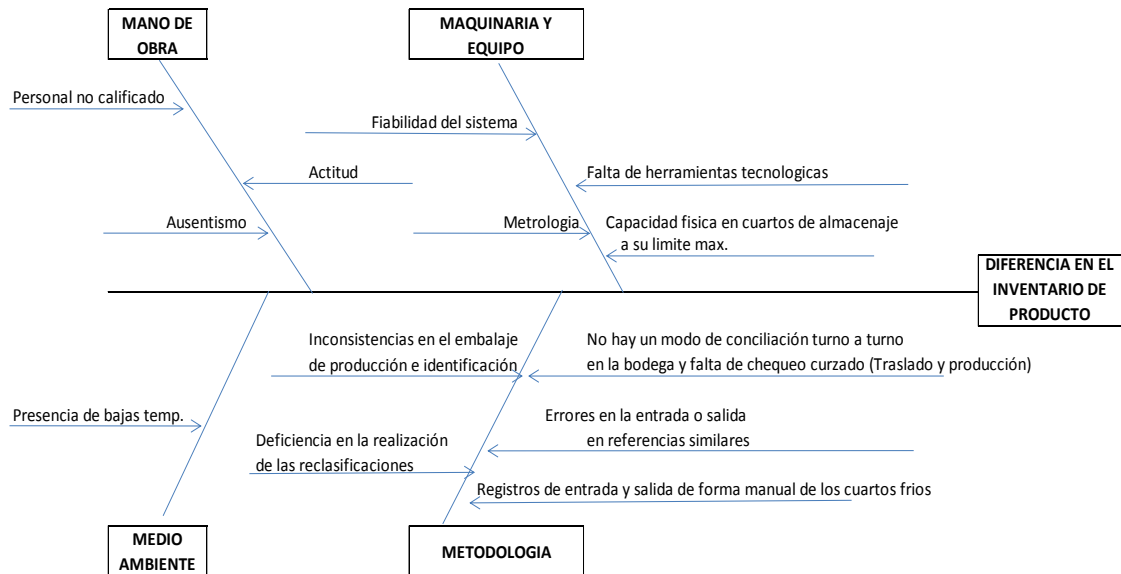 MANO DE
OBRA
MAQUINARIA Y
EQUIPO
Personal no calificado
Fiabilidad del sistema
Actitud
Falta de herramientas tecnologicas
Ausentismo
Metrologia
Capacidad fisica en cuartos de almacenaje
a su limite max.
DIFERENCIA EN EL
INVENTARIO DE
PRODUCTO
Inconsistencias en el embalaje
de producción e identificación
No hay un modo de conciliación turno a turno
en la bodega y falta de chequeo curzado (Traslado y producción)
Presencia de bajas temp.
Errores en la entrada o salida
en referencias similares
Deficiencia en la realización
de las reclasificaciones
Registros de entrada y salida de forma manual de los cuartos frios
MEDIO
AMBIENTE
METODOLOGIA